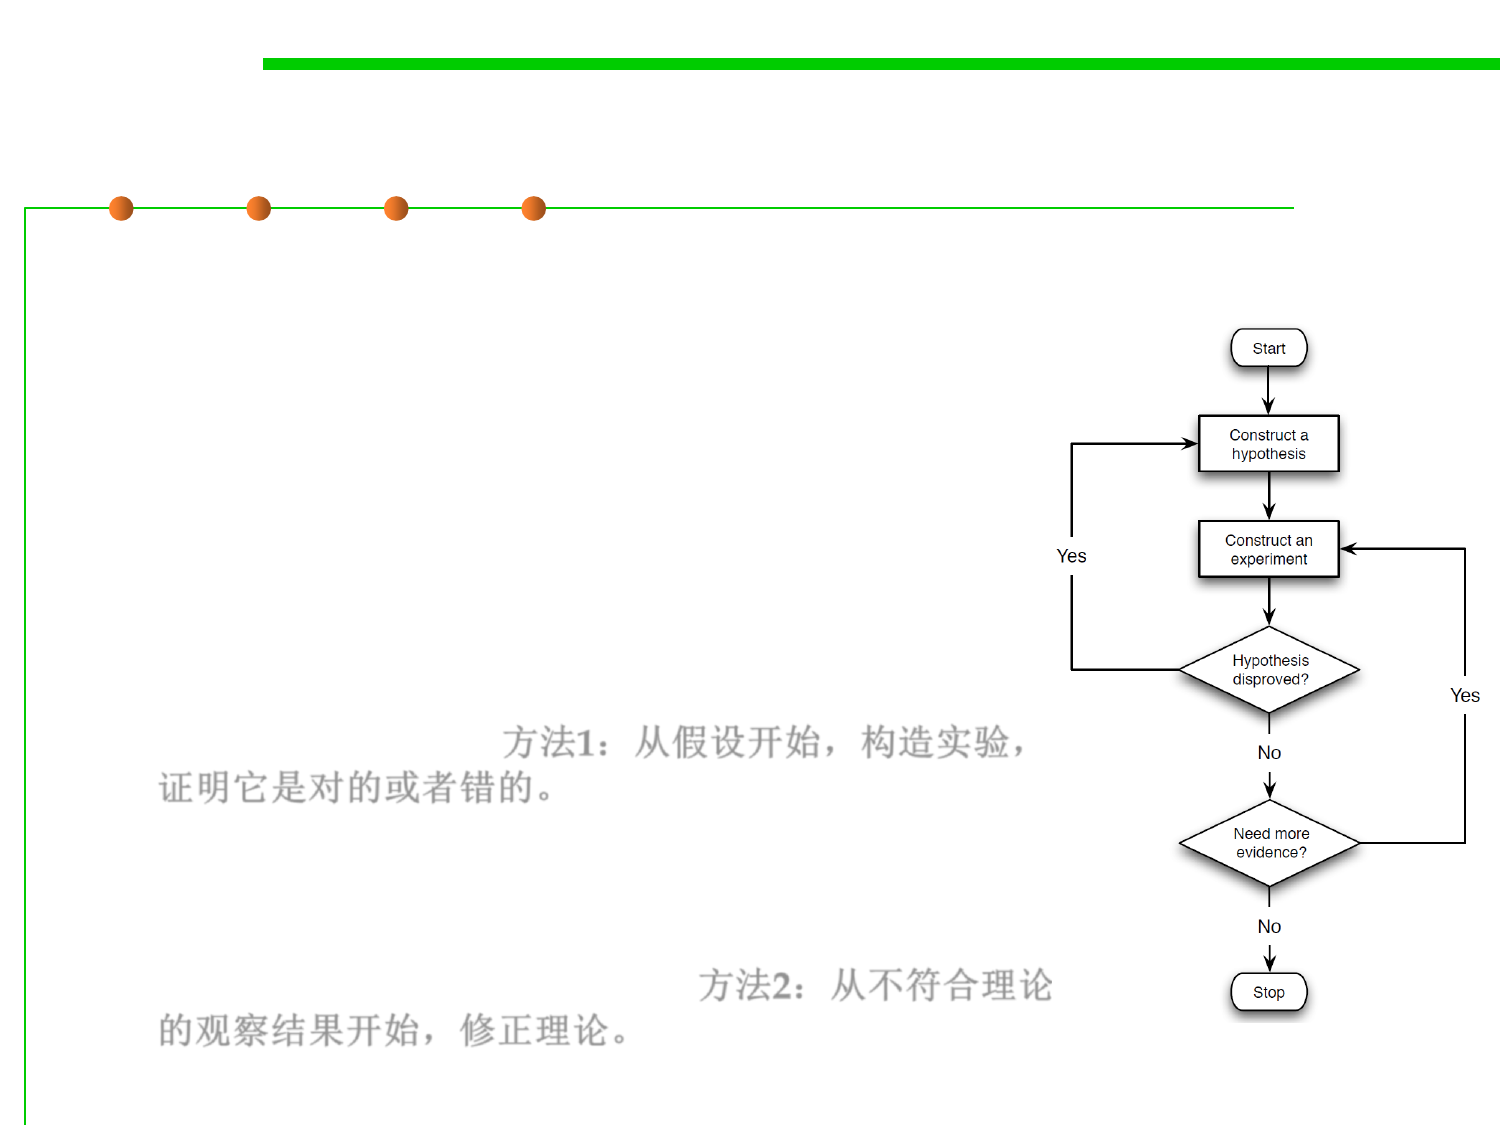 方法1：从假设开始，构造实验，
证明它是对的或者错的。
方法2：从不符合理论
的观察结果开始，修正理论。
Start
Construct a
hypothesis
Construct an
experiment
Yes
Hypothesis
disproved?
Yes
No
Need more
evidence?
No
Stop